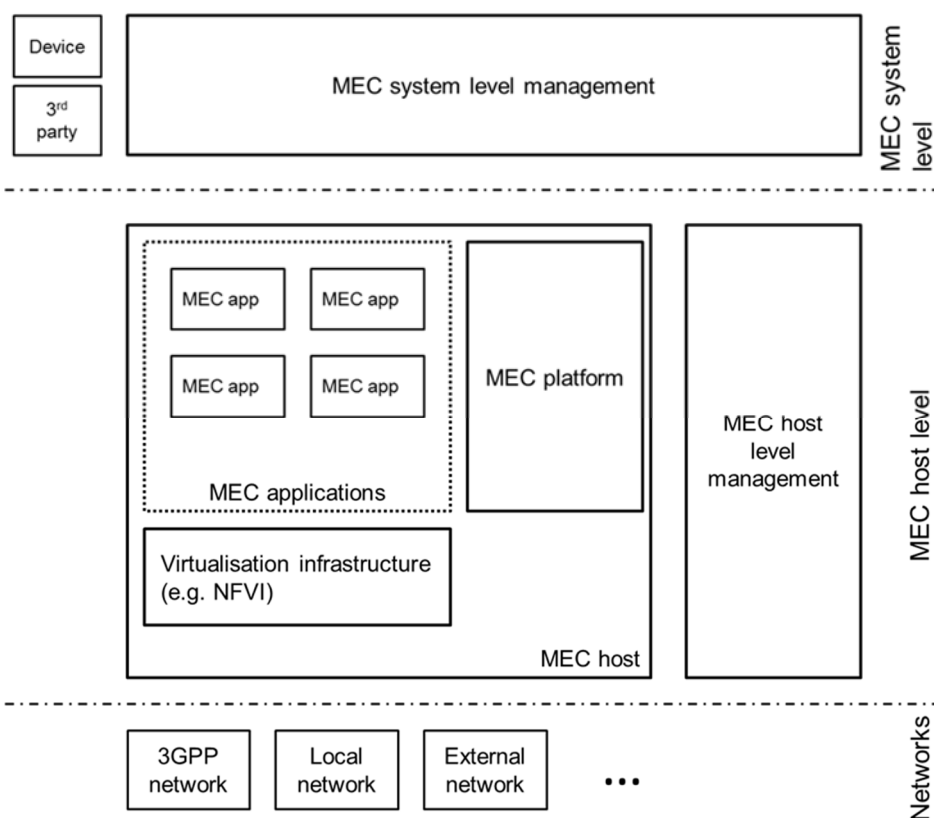 Device
3rd
party
MEC system level management
MEC system
level
MEC app
MEC app
MEC app
MEC app
MEC applications
MEC platform
Virtualisation infrastructure
(e.g. NFVI)
MEC host
MEC host
level
management
MEC host level
3GPP
network
Local
network
External
network
...
Networks